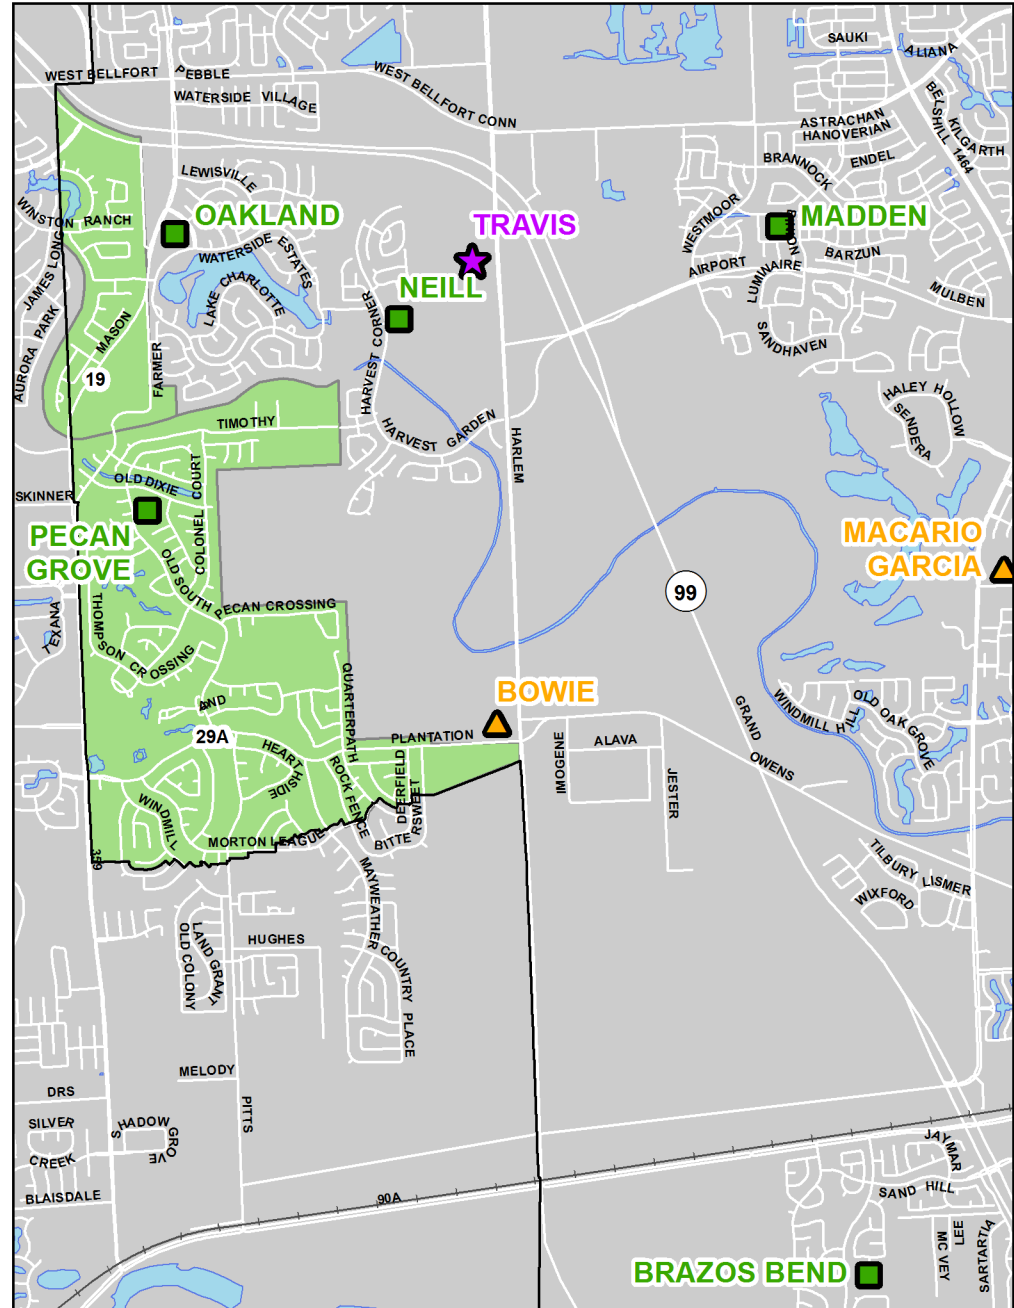 SAUKI
ALIANA
WEST BELLFORT
PEBBLE
WEST BELLFORT CONN
WATERSIDE VILLAGE
BELSHILL
KILGARTH
1464
ASTRACHAN
HANOVERIAN
BRANNOCK
ENDEL
LEWISVILLE
WINSTON RANCH
OAKLAND
TRAVIS
MADDEN
WESTMOOR
WATERSIDE ESTATES
BARZUN
AIRPORT
LUMINAIRE
MULBEN
JAMES LONG
LAKE CHARLOTTE
NEILL
AURORA PARK
MASON
SANDHAVEN
HARVEST CORNER
FARMER
19
HALEY HOLLOW
SENDERA
TIMOTHY
HARVEST GARDEN
HARLEM
OLD DIXIE
COLONEL COURT
SKINNER
PECAN
GROVE
MACARIO
GARCIA
OLD SOUTH
PECAN CROSSING
99
THOMPSON CROSSING
TEXANA
QUARTERPATH
BOWIE
GRAND
WINDMILL HILL
OLD OAK GROVE
AND
29A
PLANTATION
ALAVA
IMOGENE
JESTER
OWENS
HEARTHSIDE
ROCK FENCE
DEERFIELD
BITTERSWEET
WINDMILL
MORTON LEAGUE
359
TILBURY
LISMER
WIXFORD
MAYWEATHER
LAND GRANT
OLD COLONY
HUGHES
COUNTRY PLACE
MELODY
DRS
PITTS
SILVER
CREEK
SHADOW GROVE
BLAISDALE
90A
JAYMAR
SAND HILL
LEE
MC VEY
SARTARTIA
BRAZOS BEND